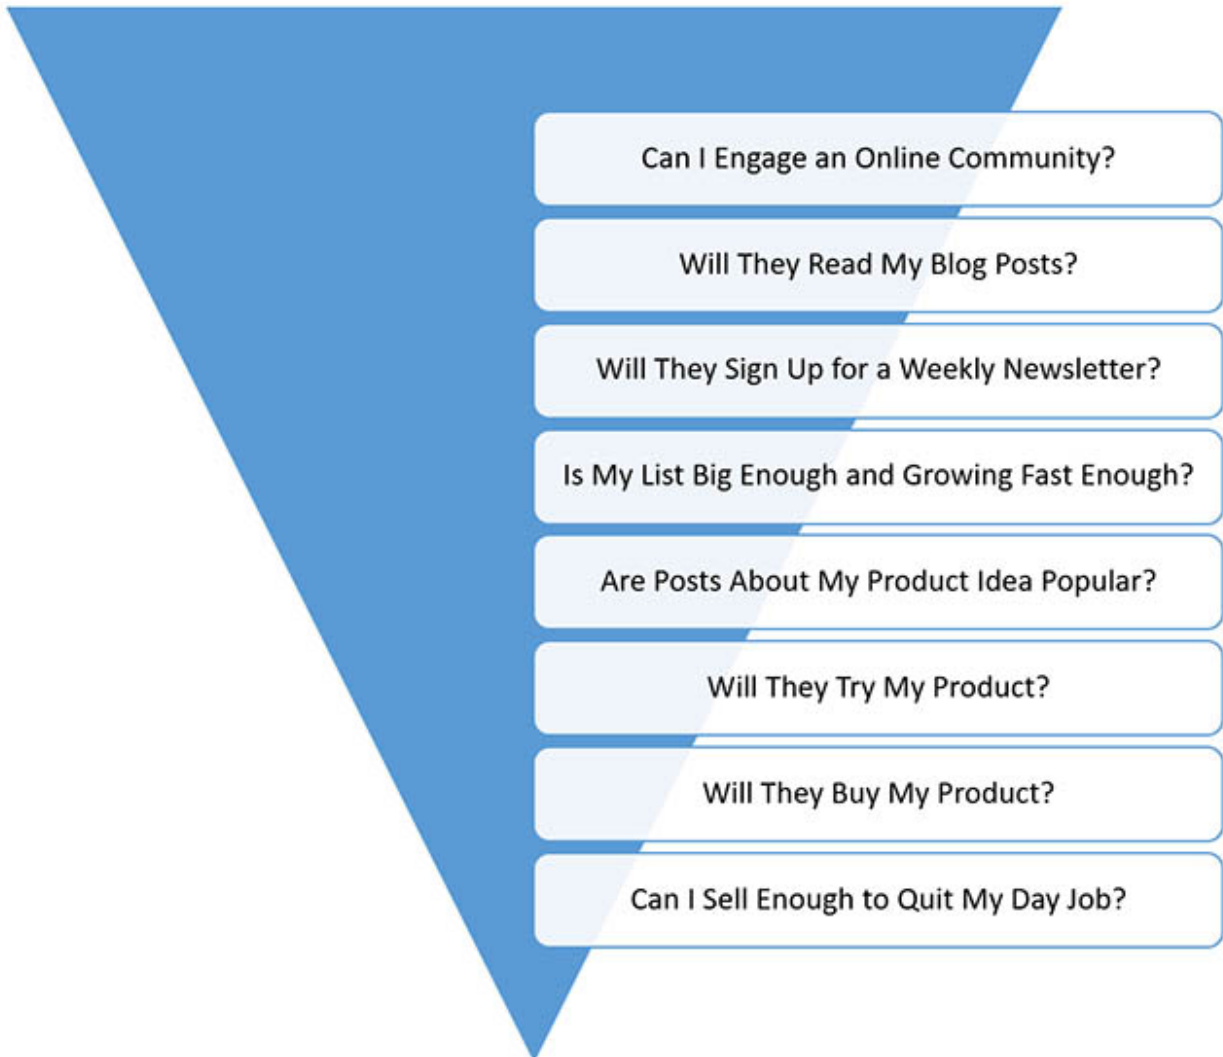 Can I Engage an Online Community?
Will They Read My Blog Posts?
Will They Sign Up for a Weekly Newsletter?
Is My List Big Enough and Growing Fast Enough?
Are Posts About My Product Idea Popular?
Will They Try My Product?
Will They Buy My Product?
Can I Sell Enough to Quit My Day Job?